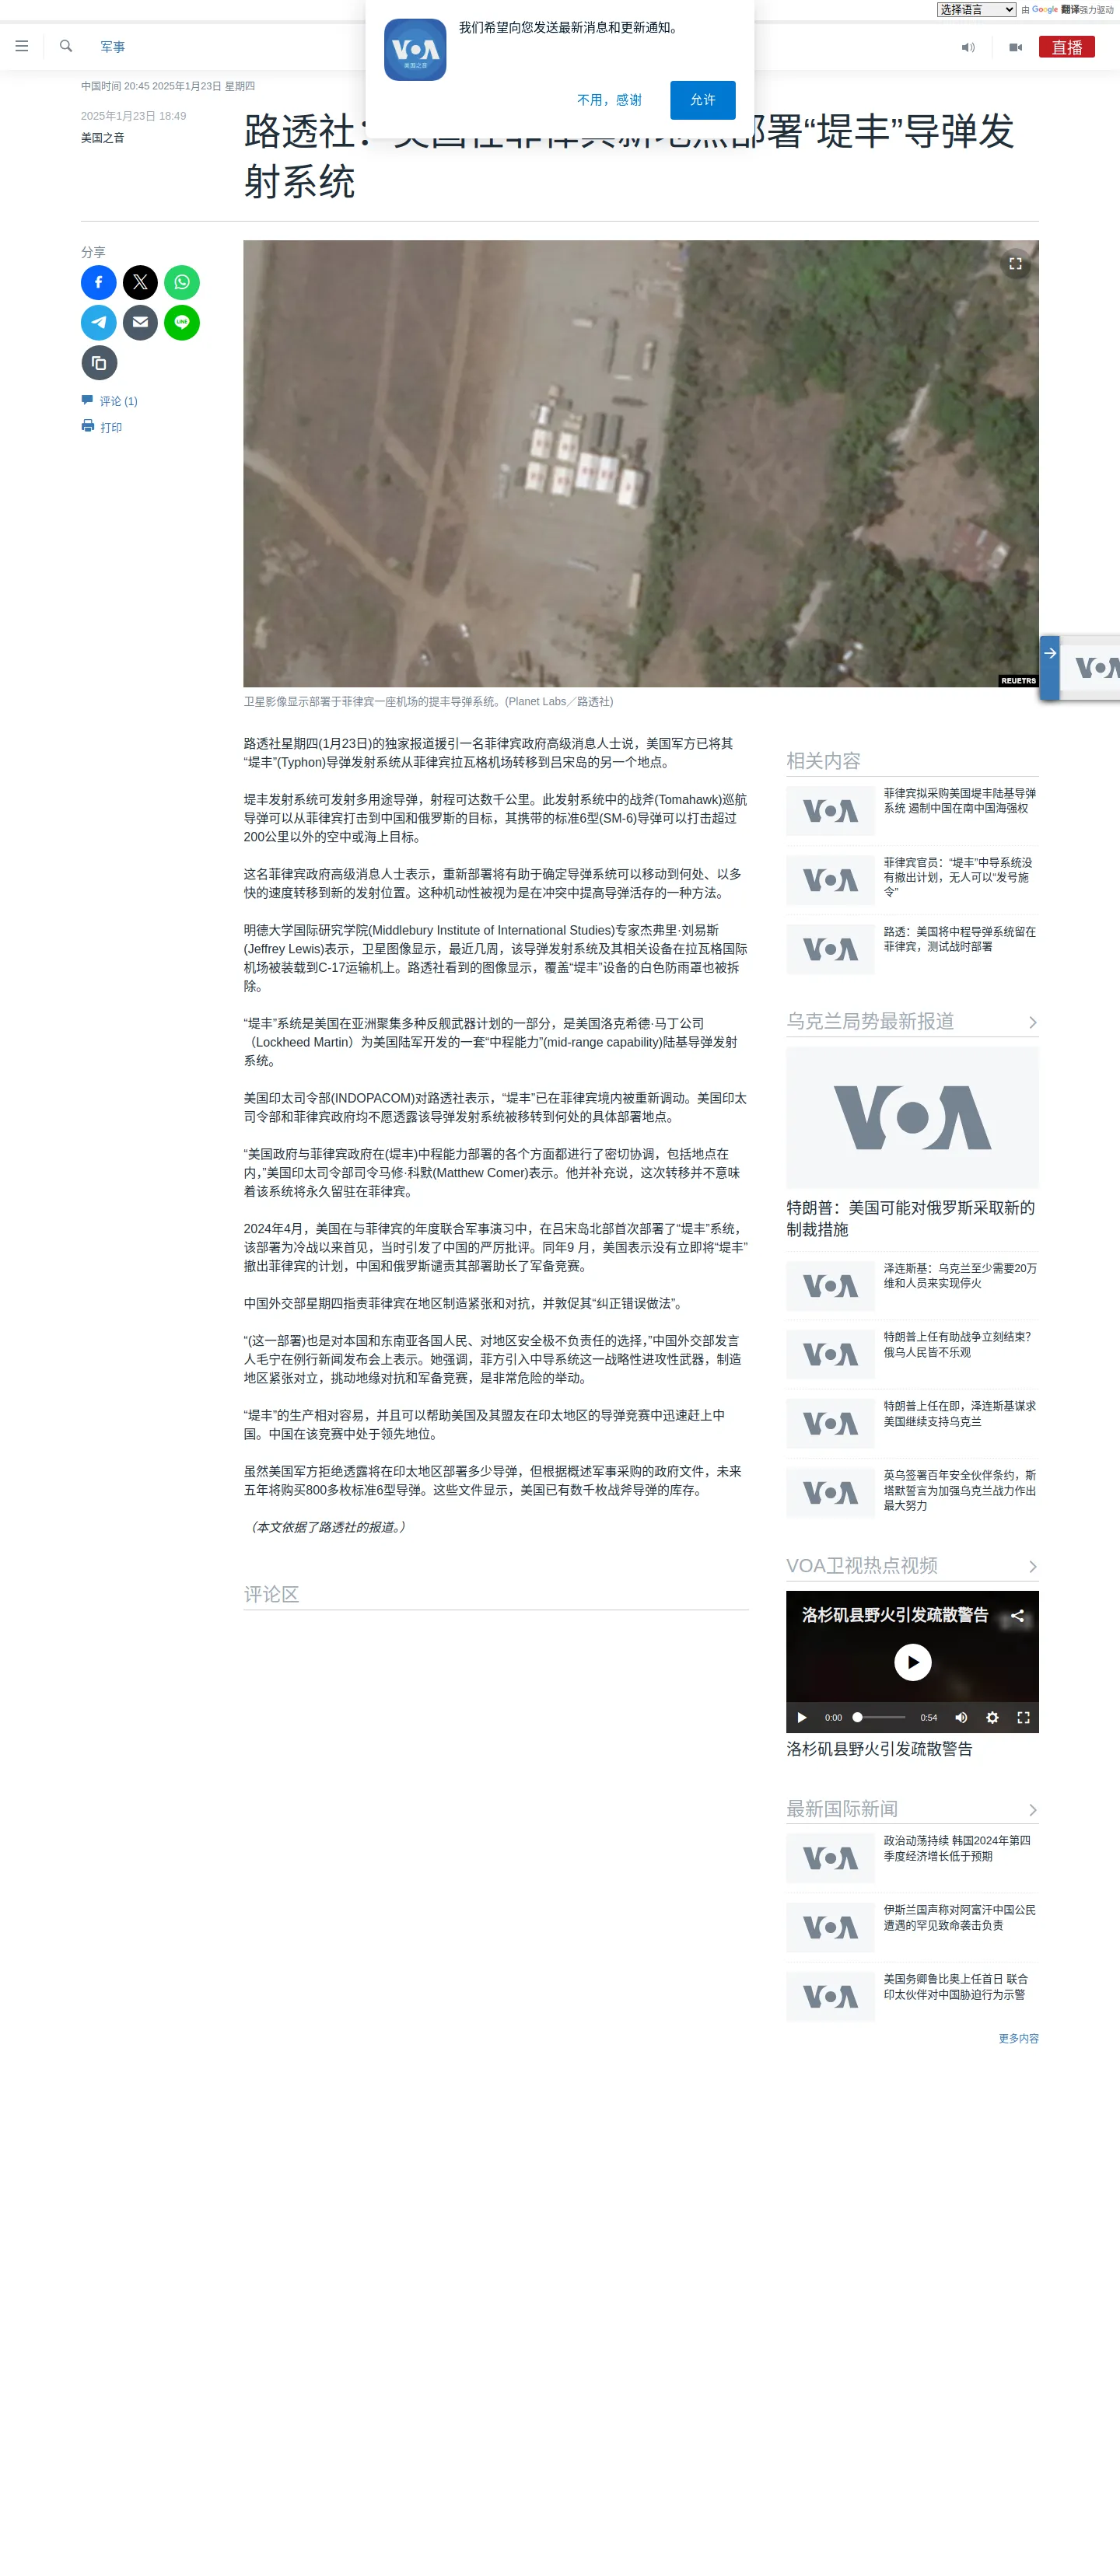 选择语言
由 Google 翻译强力驱动
军事
直播
VOA
美国之音
我们希望向您发送最新消息和更新通知。
不用，感谢
允许
中国时间 20:45 2025年1月23日 星期四
2025年1月23日 18:49
美国之音
路透社：
部署“堤丰”导弹发
射系统
分享
LINE
评论 (1)
打印
REUETRS
卫星影像显示部署于菲律宾一座机场的提丰导弹系统。(Planet Labs／路透社)
路透社星期四(1月23日)的独家报道援引一名菲律宾政府高级消息人士说，美国军方已将其
“堤丰”(Typhon)导弹发射系统从菲律宾拉瓦格机场转移到吕宋岛的另一个地点。
堤丰发射系统可发射多用途导弹，射程可达数千公里。此发射系统中的战斧(Tomahawk)巡航
导弹可以从菲律宾打击到中国和俄罗斯的目标，其携带的标准6型(SM-6)导弹可以打击超过
200公里以外的空中或海上目标。
这名菲律宾政府高级消息人士表示，重新部署将有助于确定导弹系统可以移动到何处、以多
快的速度转移到新的发射位置。这种机动性被视为是在冲突中提高导弹活存的一种方法。
明德大学国际研究学院(Middlebury Institute of International Studies)专家杰弗里·刘易斯
(Jeffrey Lewis)表示，卫星图像显示，最近几周，该导弹发射系统及其相关设备在拉瓦格国际
机场被装载到C-17运输机上。路透社看到的图像显示，覆盖“堤丰”设备的白色防雨罩也被拆
除。
“堤丰”系统是美国在亚洲聚集多种反舰武器计划的一部分，是美国洛克希德·马丁公司
（Lockheed Martin）为美国陆军开发的一套“中程能力”(mid-range capability)陆基导弹发射
系统。
美国印太司令部(INDOPACOM)对路透社表示，“堤丰”已在菲律宾境内被重新调动。美国印太
司令部和菲律宾政府均不愿透露该导弹发射系统被移转到何处的具体部署地点。
“美国政府与菲律宾政府在(堤丰)中程能力部署的各个方面都进行了密切协调，包括地点在
内，”美国印太司令部司令马修·科默(Matthew Comer)表示。他并补充说，这次转移并不意味
着该系统将永久留驻在菲律宾。
2024年4月，美国在与菲律宾的年度联合军事演习中，在吕宋岛北部首次部署了“堤丰”系统，
该部署为冷战以来首见，当时引发了中国的严厉批评。同年9 月，美国表示没有立即将“堤丰”
撤出菲律宾的计划，中国和俄罗斯谴责其部署助长了军备竞赛。
中国外交部星期四指责菲律宾在地区制造紧张和对抗，并敦促其“纠正错误做法”。
“(这一部署)也是对本国和东南亚各国人民、对地区安全极不负责任的选择，”中国外交部发言
人毛宁在例行新闻发布会上表示。她强调，菲方引入中导系统这一战略性进攻性武器，制造
地区紧张对立，挑动地缘对抗和军备竞赛，是非常危险的举动。
“堤丰”的生产相对容易，并且可以帮助美国及其盟友在印太地区的导弹竞赛中迅速赶上中
国。中国在该竞赛中处于领先地位。
虽然美国军方拒绝透露将在印太地区部署多少导弹，但根据概述军事采购的政府文件，未来
五年将购买800多枚标准6型导弹。这些文件显示，美国已有数千枚战斧导弹的库存。
（本文依据了路透社的报道。）
评论区
相关内容
VOA
菲律宾拟采购美国堤丰陆基导弹
系统 遏制中国在南中国海强权
VOA
菲律宾官员：“堤丰”中导系统没
有撤出计划，无人可以“发号施
令”
VOA
路透：美国将中程导弹系统留在
菲律宾，测试战时部署
乌克兰局势最新报道
VOA
特朗普：美国可能对俄罗斯采取新的
制裁措施
VOA
泽连斯基：乌克兰至少需要20万
维和人员来实现停火
VOA
特朗普上任有助战争立刻结束？
俄乌人民皆不乐观
VOA
特朗普上任在即，泽连斯基谋求
美国继续支持乌克兰
VOA
英乌签署百年安全伙伴条约，斯
塔默誓言为加强乌克兰战力作出
最大努力
VOA卫视热点视频
洛杉矶县野火引发疏散警告
0:00
0:54
洛杉矶县野火引发疏散警告
最新国际新闻
VOA
政治动荡持续 韩国2024年第四
季度经济增长低于预期
VOA
伊斯兰国声称对阿富汗中国公民
遭遇的罕见致命袭击负责
VOA
美国务卿鲁比奥上任首日 联合
印太伙伴对中国胁迫行为示警
更多内容